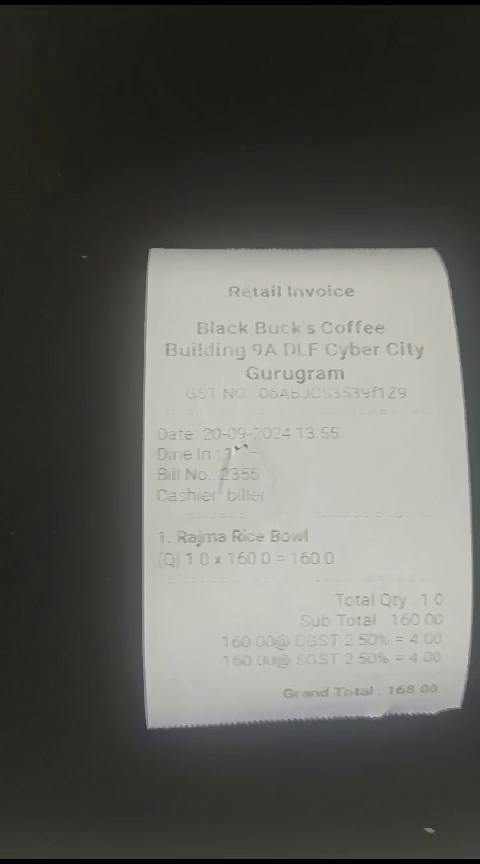 Retail Invoice
Black Buck's Coffee
Building 9A DLF Cyber City
Gurugram
GST NO.
Date: 20-09-2024 13:55
Dine In :
Bill No.: 2355
Cashier: biller
1. Rajma Rice Bowl
(Q) 1.0 x 160.0 = 160.0
Total Qty : 1.0
Sub Total : 160.00
160.00@ CGST 2.50% = 4.00
160.00@ SGST 2.50% = 4.00
Grand Total : 168.00